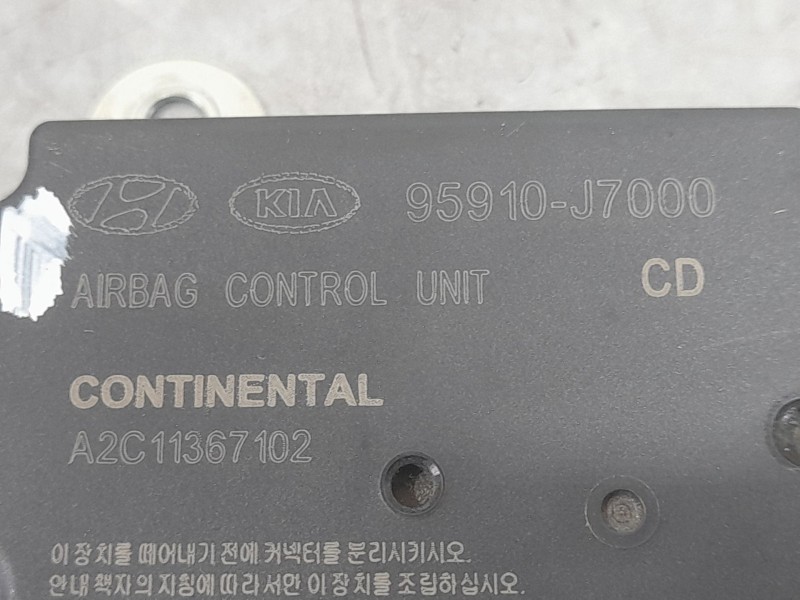 KIA 95910-J7000
AIRBAG CONTROL UNIT CD
CONTINENTAL
A2C11367102
이 장치를 떼어내기 전에 커넥터를 분리시키시오.
안내 책자의 지침에 따라서만 이 장치를 조립하십시오.